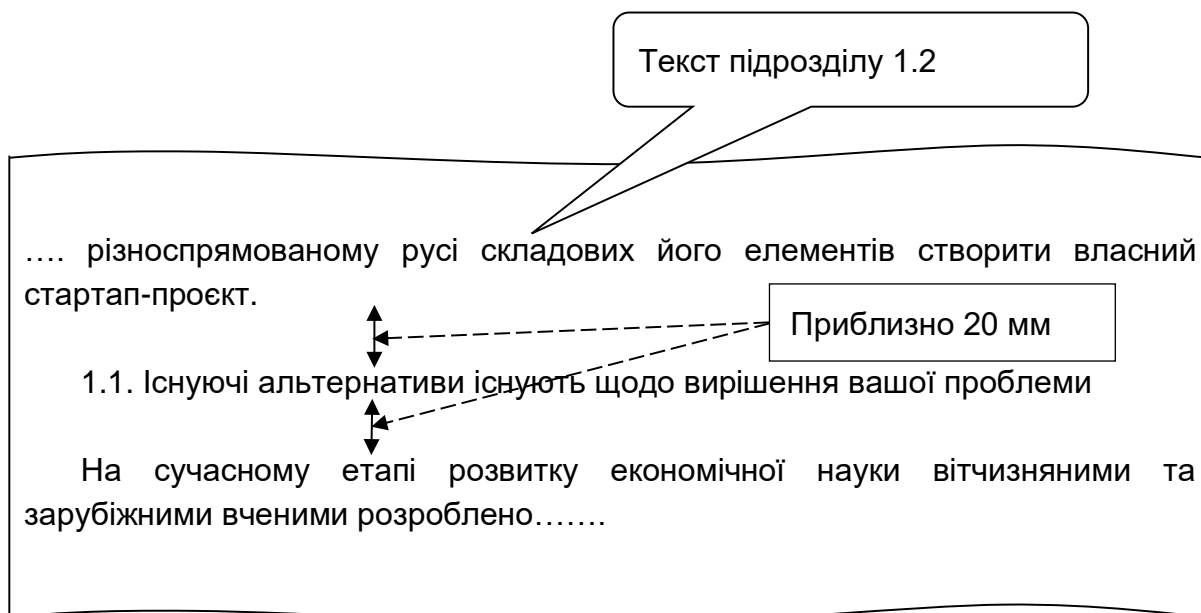 Текст підрозділу 1.2
…. різноспрямованому русі складових його елементів створити власний
стартап-проєкт.
Приблизно 20 мм
1.1. Існуючі альтернативи існують щодо вирішення вашої проблеми
На сучасному етапі розвитку економічної науки вітчизняними та
зарубіжними вченими розроблено…….